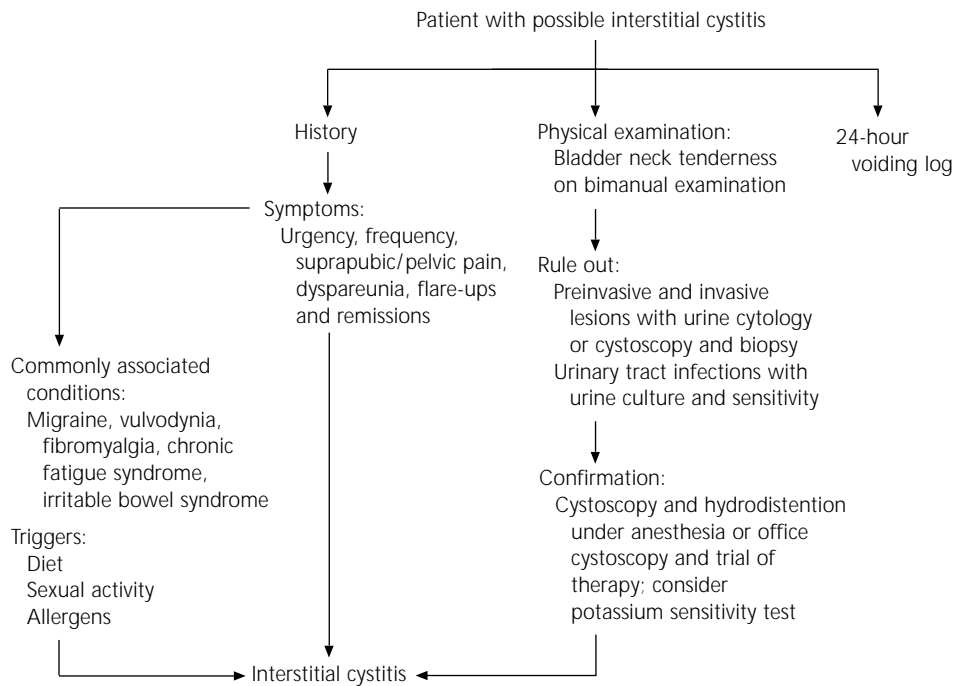 Patient with possible interstitial cystitis
History
Symptoms:
Urgency, frequency,
suprapubic/pelvic pain,
dyspareunia, flare-ups
and remissions
Commonly associated
conditions:
Migraine, vulvodynia,
fibromyalgia, chronic
fatigue syndrome,
irritable bowel syndrome
Triggers:
Diet
Sexual activity
Allergens
Physical examination:
Bladder neck tenderness
on bimanual examination
Rule out:
Preinvasive and invasive
lesions with urine cytology
or cystoscopy and biopsy
Urinary tract infections with
urine culture and sensitivity
Confirmation:
Cystoscopy and hydrodistention
under anesthesia or office
cystoscopy and trial of
therapy; consider
potassium sensitivity test
24-hour
voiding log
Interstitial cystitis